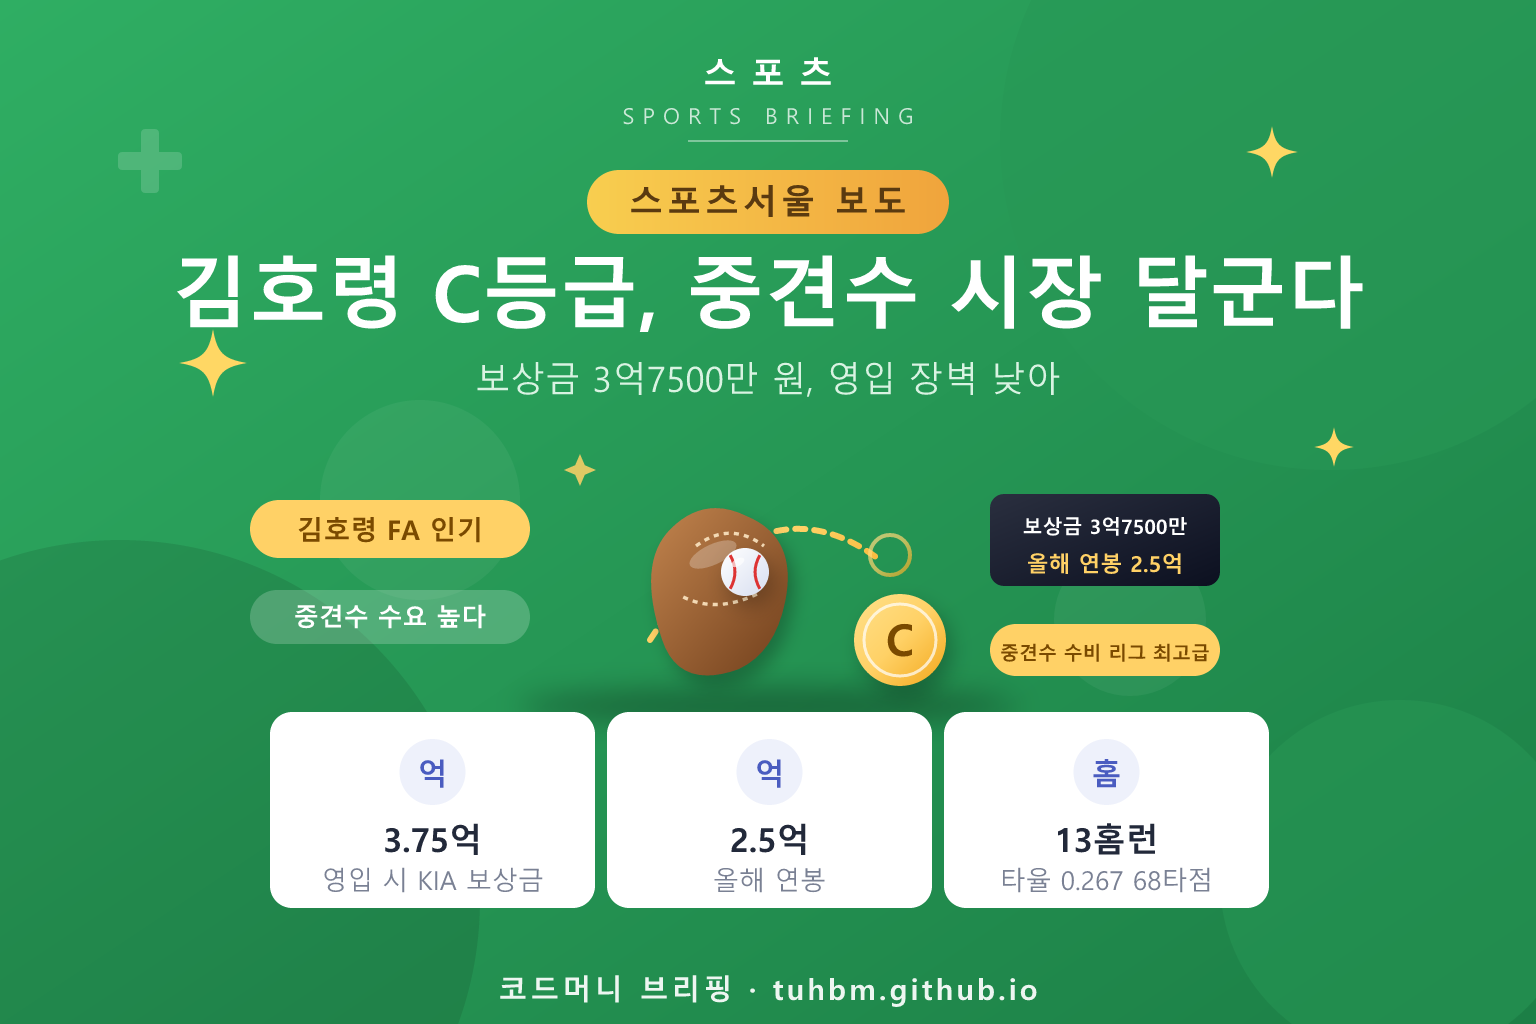 스포츠
SPORTS BRIEFING
스포츠서울 보도
김호령 C등급, 중견수 시장 달군다
보상금 3억7500만 원, 영입 장벽 낮아
김호령 FA 인기
중견수 수요 높다
C
보상금 3억7500만
올해 연봉 2.5억
중견수 수비 리그 최고급
억
3.75억
영입 시 KIA 보상금
억
2.5억
올해 연봉
홈
13홈런
타율 0.267 68타점
코드머니 브리핑 · tuhbm.github.io